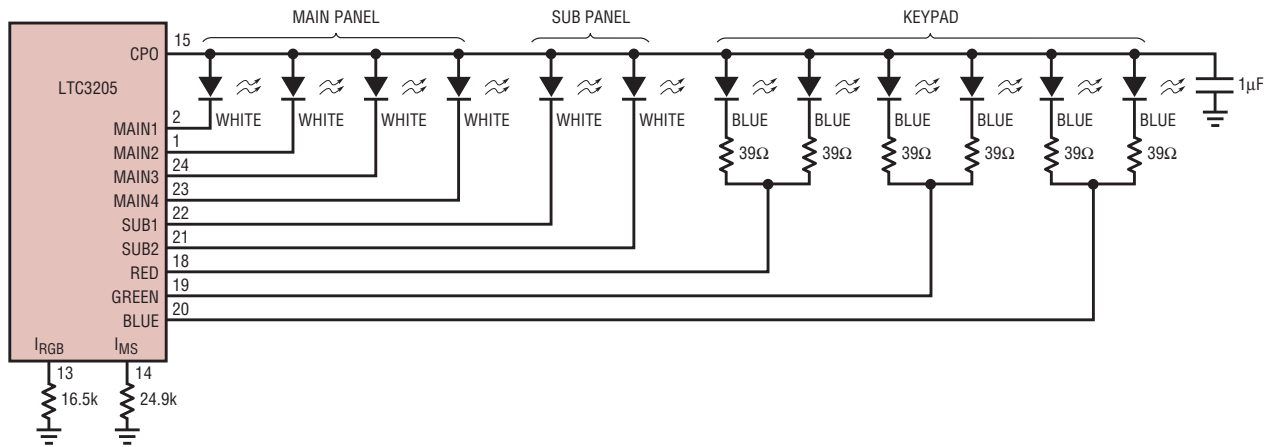 MAIN PANEL
SUB PANEL
KEYPAD
15
CPO
LTC3205
1µF
2
MAIN1
WHITE
WHITE
WHITE
WHITE
WHITE
WHITE
BLUE
BLUE
BLUE
BLUE
BLUE
BLUE
1
MAIN2
39Ω
39Ω
39Ω
39Ω
39Ω
39Ω
24
MAIN3
23
MAIN4
22
SUB1
21
SUB2
18
RED
19
GREEN
20
BLUE
IRGB
IMS
13
14
16.5k
24.9k